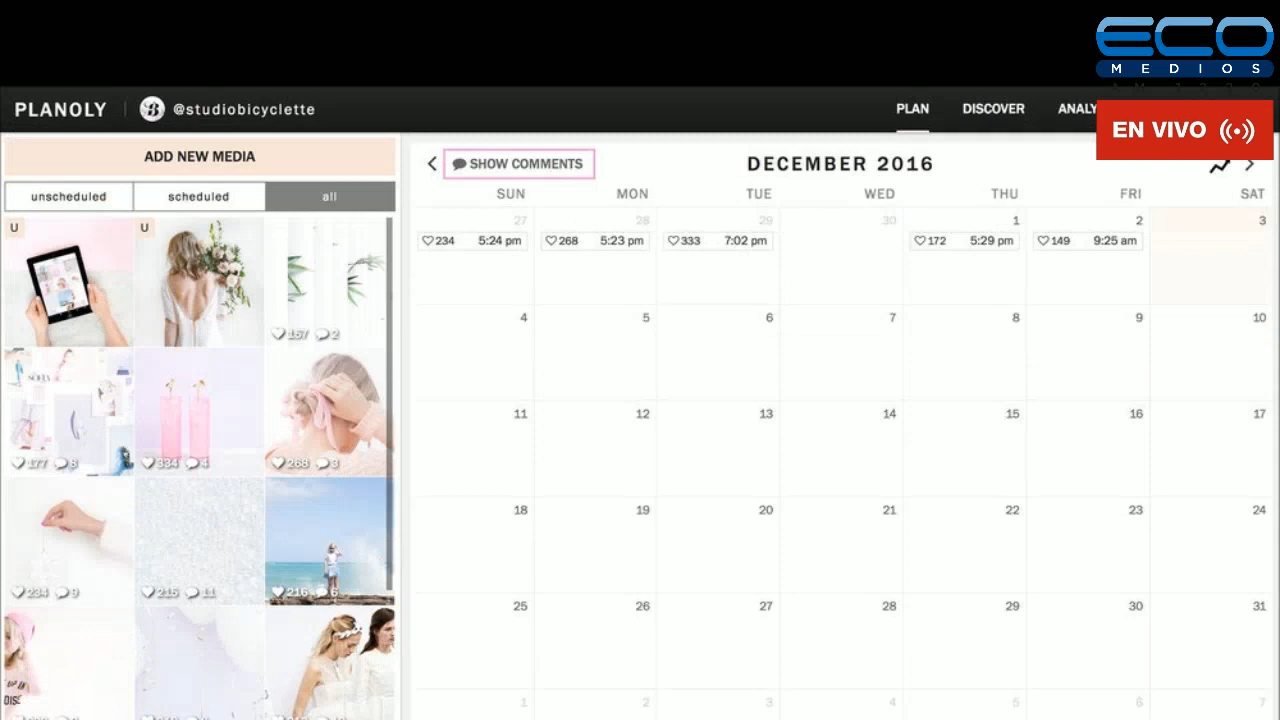 ECO
MEDIOS
PLANOLY
@studiobicyclette
PLAN
DISCOVER
ANALY
EN VIVO
ADD NEW MEDIA
SHOW COMMENTS
DECEMBER 2016
unscheduled
scheduled
all
SUN MON TUE WED THU FRI SAT
27 28 29 30 1 2 3
234 5:24 pm
268 5:23 pm
333 7:02 pm
172 5:29 pm
149 9:25 am
U
U
167 2
4 5 6 7 8 9 10
177 8
334 4
268 3
11 12 13 14 15 16 17
234 9
215 11
216 6
18 19 20 21 22 23 24
25 26 27 28 29 30 31
1 2 3 4 5 6 7